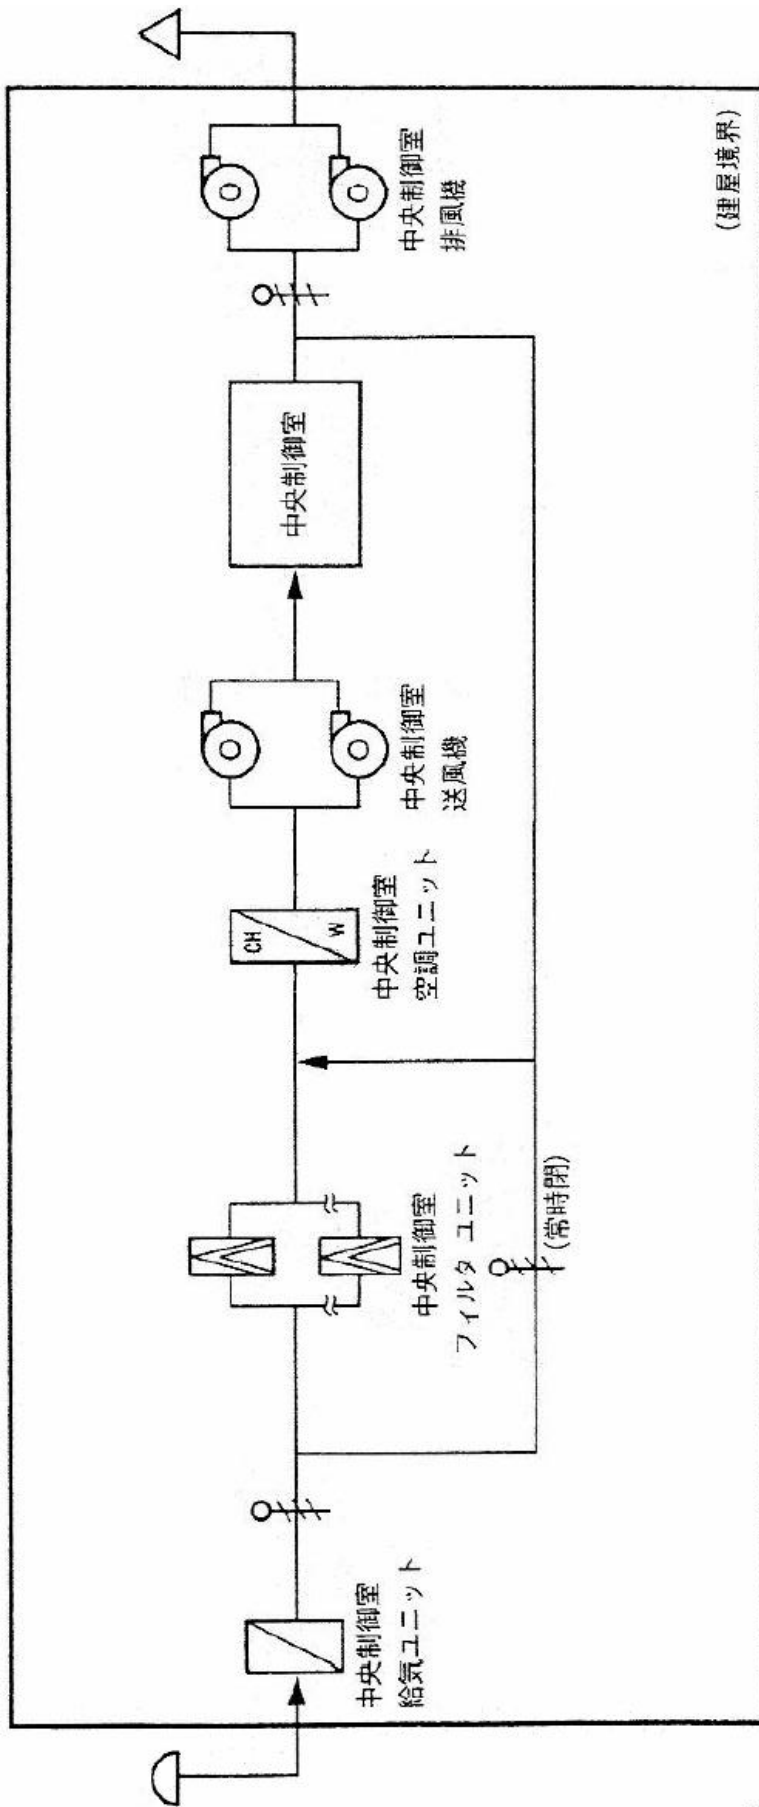 中央制御室
給気ユニット
中央制御室
フィルタ ユニット
(常時閉)
中央制御室
空調ユニット
CH
W
中央制御室
送風機
中央制御室
中央制御室
排風機
(建屋境界)